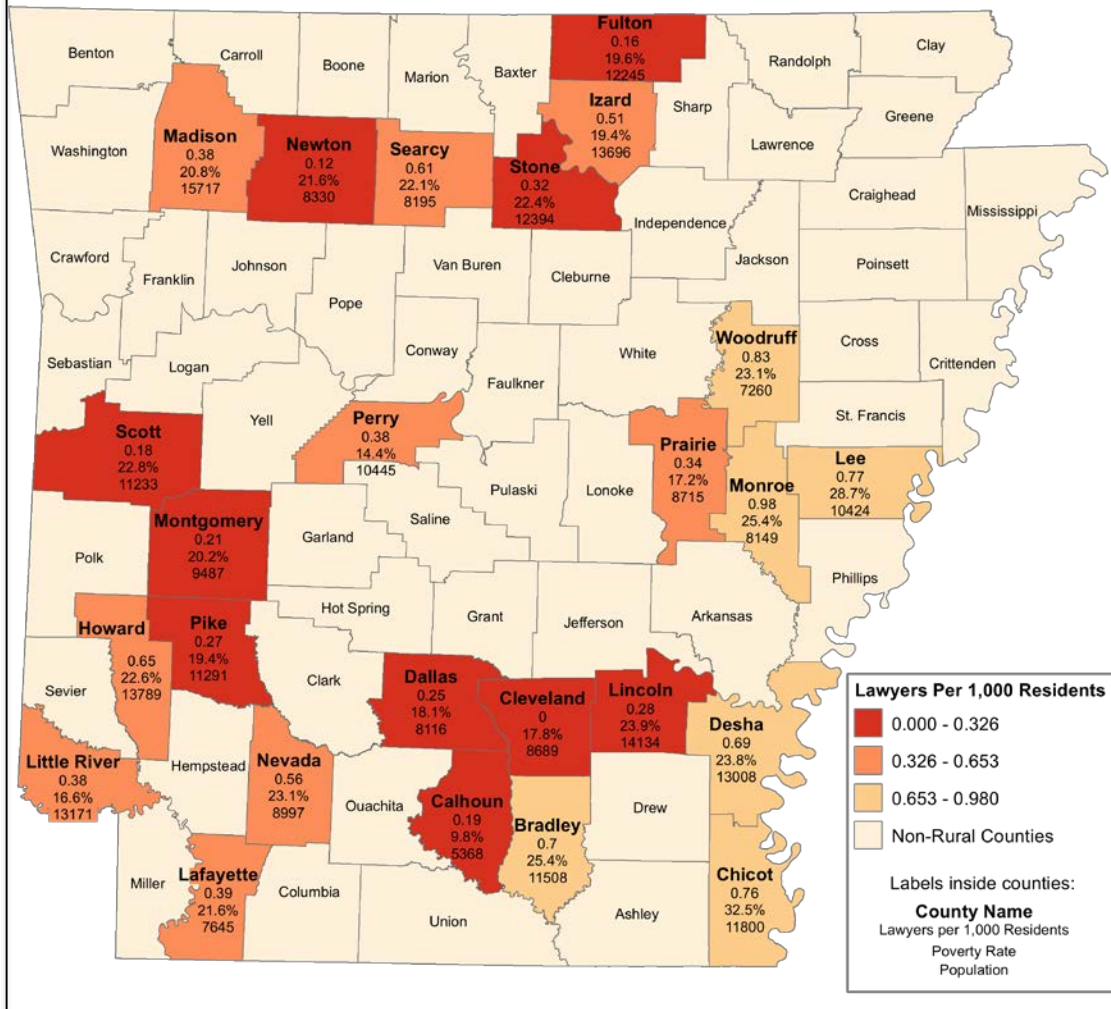 Fulton
0.16
19.6%
12245
Benton
Carroll
Boone
Marion
Baxter
Randolph
Clay
Izard
0.51
19.4%
13696
Sharp
Greene
Washington
Madison
0.38
20.8%
15717
Newton
0.12
21.6%
8330
Searcy
0.61
22.1%
8195
Stone
0.32
22.4%
12394
Lawrence
Craighead
Mississippi
Independence
Jackson
Poinsett
Crawford
Franklin
Johnson
Pope
Van Buren
Cleburne
Sebastian
Logan
Conway
Faulkner
White
Woodruff
0.83
23.1%
7260
Cross
Crittenden
St. Francis
Scott
0.18
22.8%
11233
Yell
Perry
0.38
14.4%
10445
Pulaski
Lonoke
Prairie
0.34
17.2%
8715
Monroe
0.98
25.4%
8149
Lee
0.77
28.7%
10424
Montgomery
0.21
20.2%
9487
Garland
Saline
Polk
Phillips
Howard
0.65
22.6%
13789
Pike
0.27
19.4%
11291
Hot Spring
Grant
Jefferson
Arkansas
Sevier
Clark
Dallas
0.25
18.1%
8116
Cleveland
0
17.8%
8689
Lincoln
0.28
23.9%
14134
Desha
0.69
23.8%
13008
Little River
0.38
16.6%
13171
Hempstead
Nevada
0.56
23.1%
8997
Ouachita
Calhoun
0.19
9.8%
5368
Bradley
0.7
25.4%
11508
Drew
Miller
Lafayette
0.39
21.6%
7645
Columbia
Union
Ashley
Chicot
0.76
32.5%
11800
Lawyers Per 1,000 Residents
0.000 - 0.326
0.326 - 0.653
0.653 - 0.980
Non-Rural Counties
Labels inside counties:
County Name
Lawyers per 1,000 Residents
Poverty Rate
Population